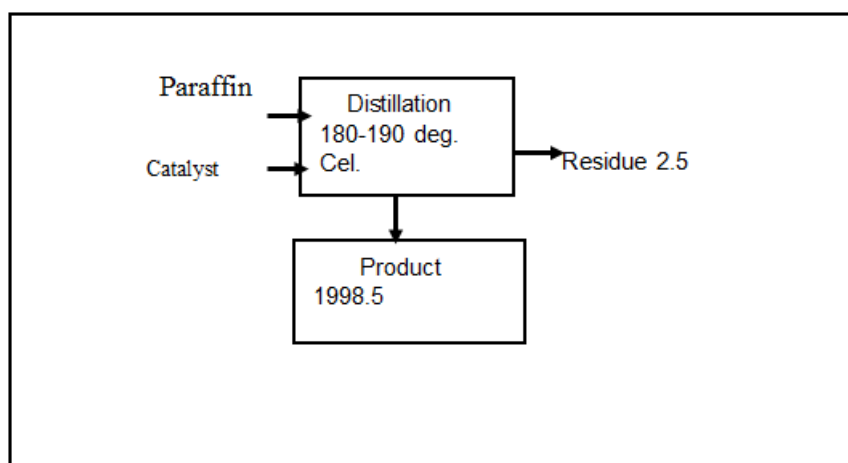 Paraffin
Distillation
180-190 deg.
Cel.
Catalyst
Residue 2.5
Product
1998.5